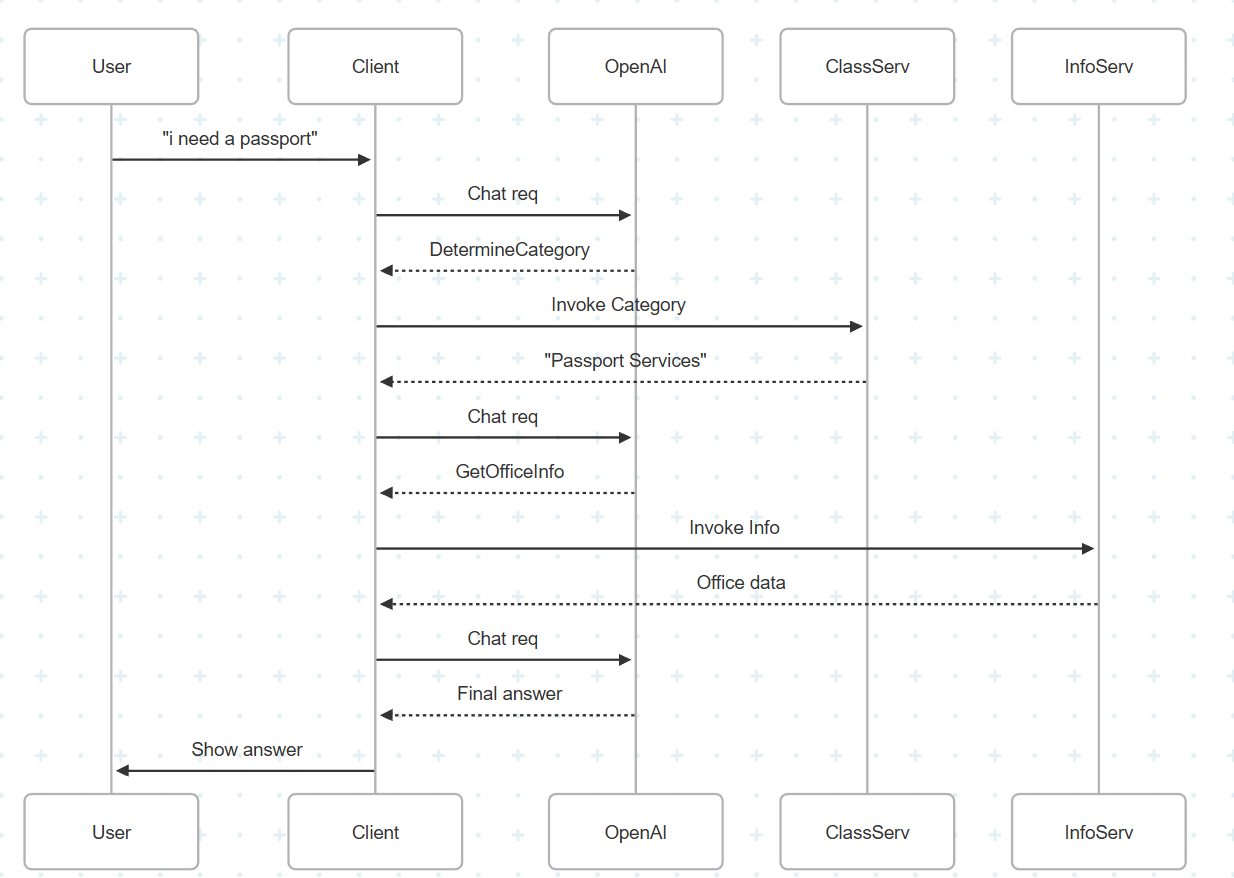 User
Client
OpenAI
ClassServ
InfoServ
"i need a passport"
Chat req
DetermineCategory
Invoke Category
"Passport Services"
Chat req
GetOfficeInfo
Invoke Info
Office data
Chat req
Final answer
Show answer
User
Client
OpenAI
ClassServ
InfoServ